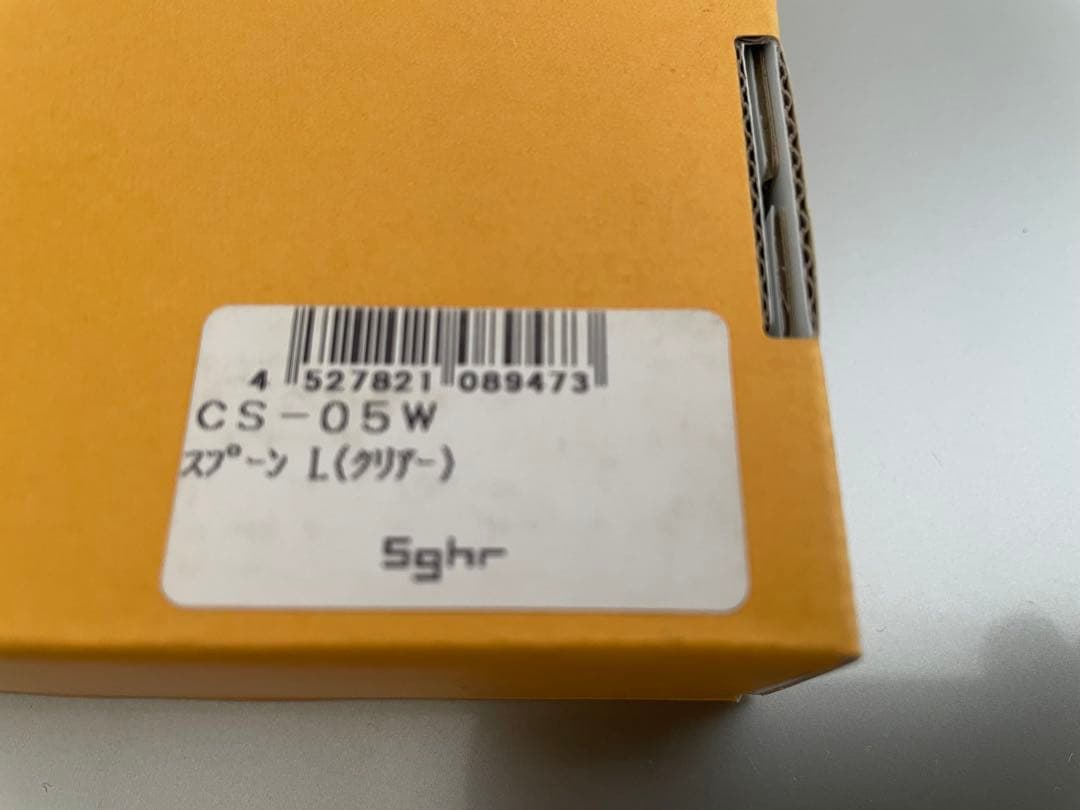 4 527821 089473
CS-05W
ｽﾌﾟｰﾝ L(ｸﾘｱｰ)
Sghr